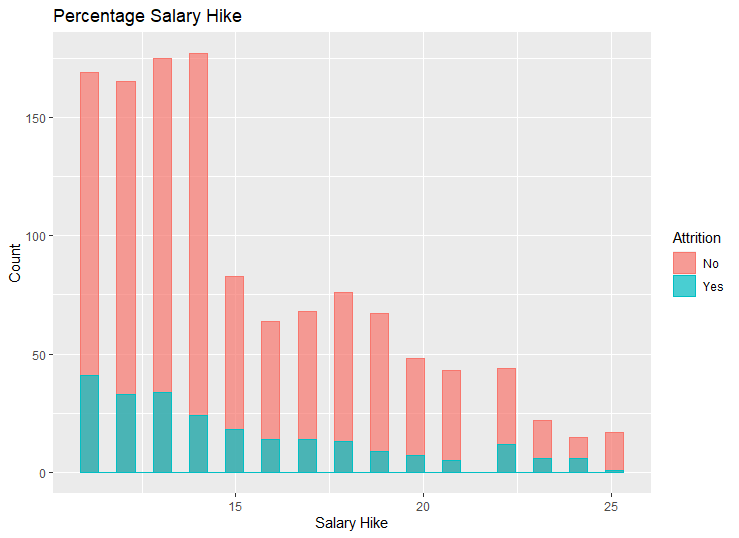 Percentage Salary Hike
150
100
50
0
Count
15
20
25
Salary Hike
Attrition
No
Yes